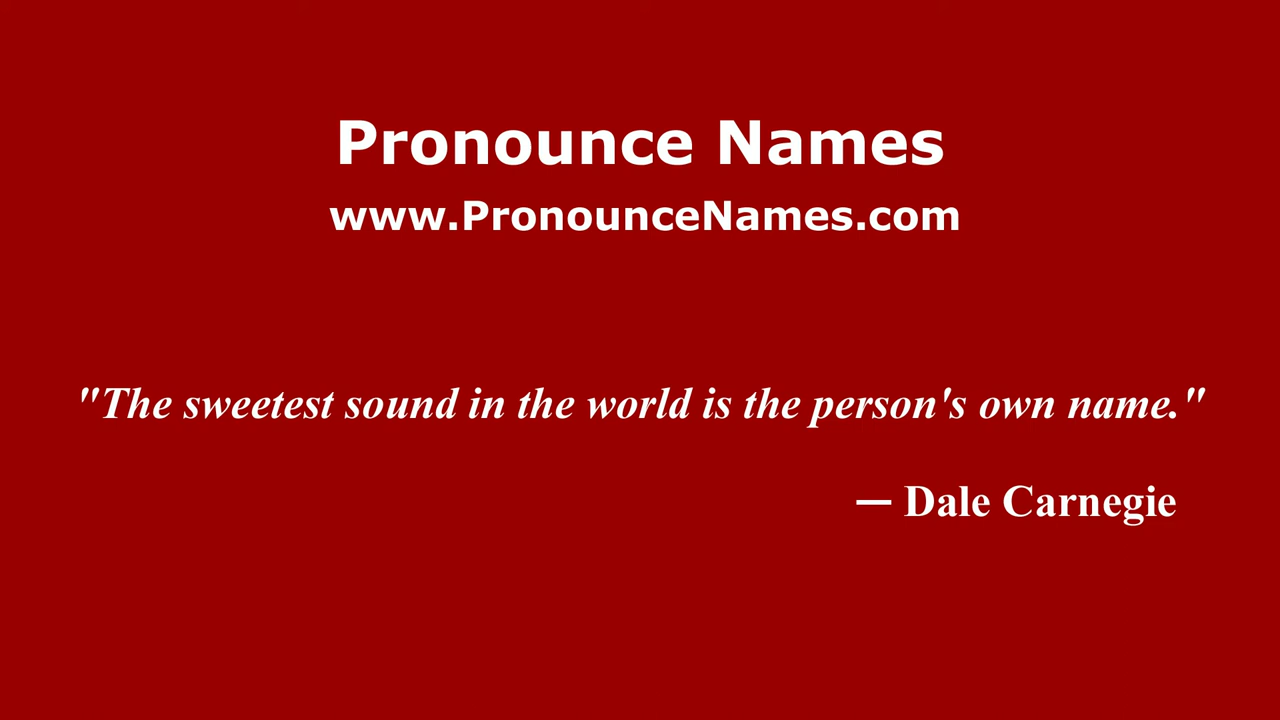 Pronounce Names
www.PronounceNames.com
"The sweetest sound in the world is the person's own name."
— Dale Carnegie